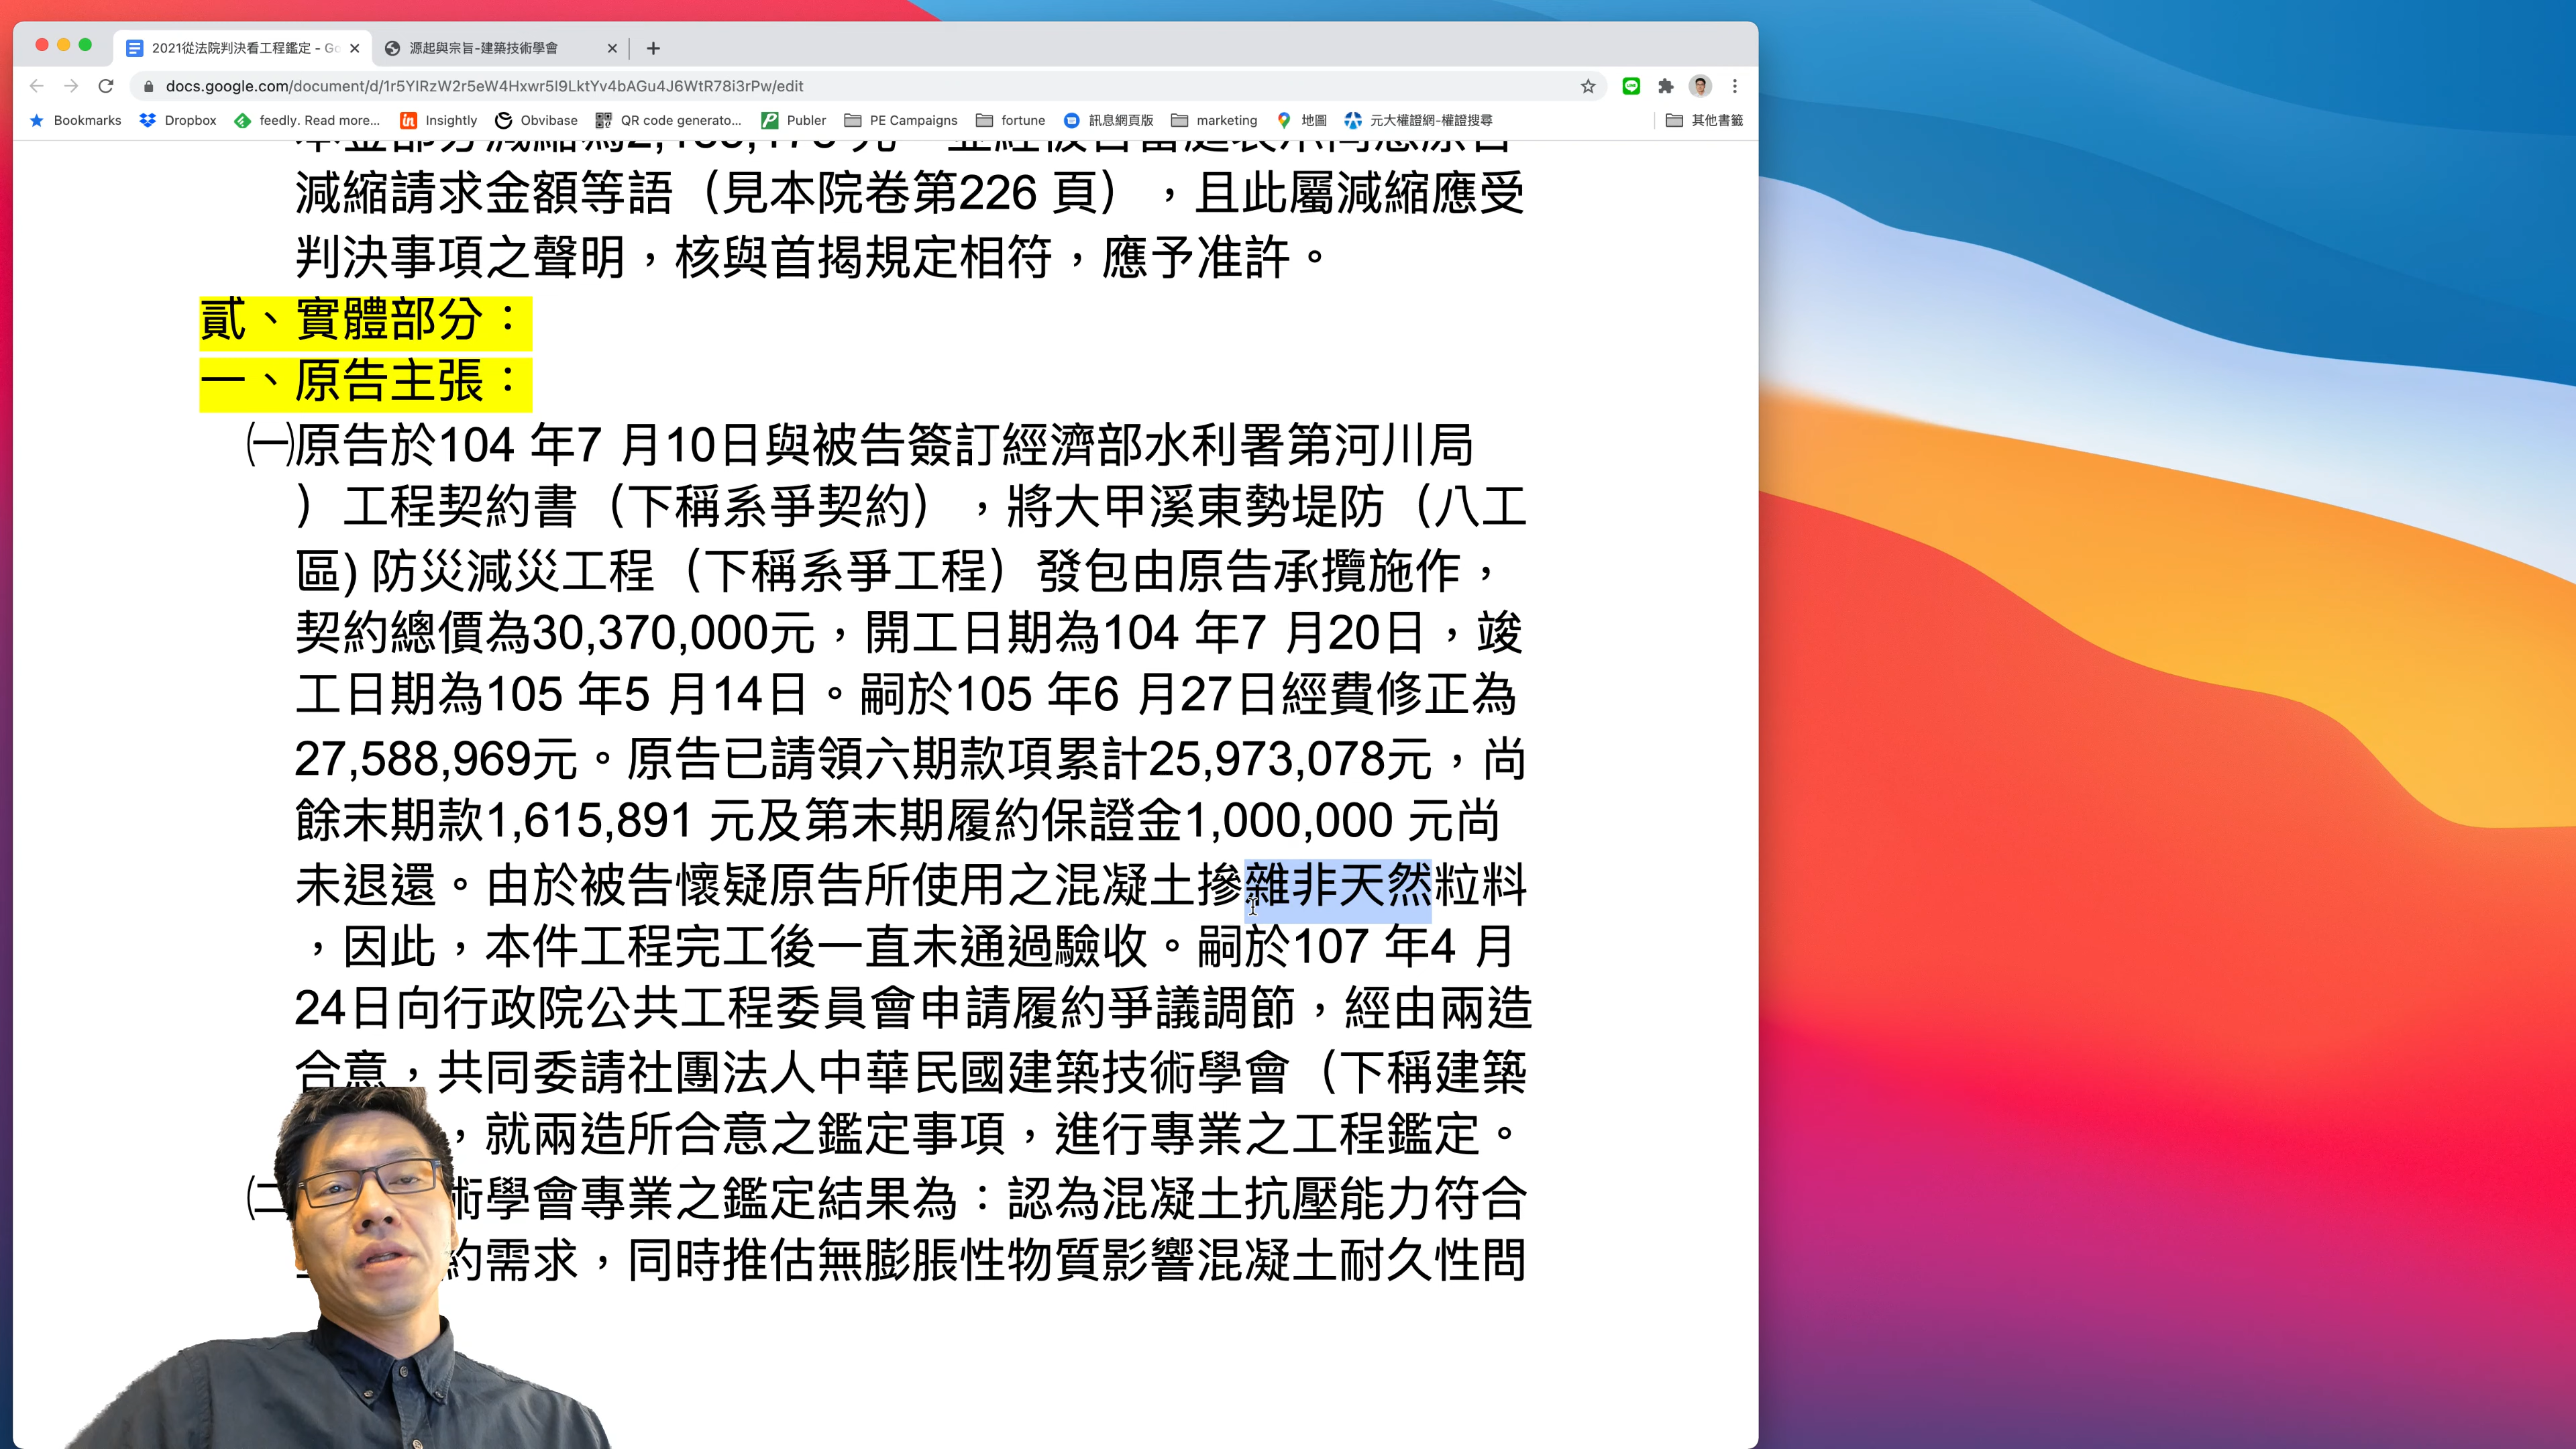 2021從法院判決看工程鑑定 - Go
源起與宗旨-建築技術學會
docs.google.com/document/d/1r5YIRzW2r5eW4Hxwr5I9LktYv4bAGu4J6WtR78i3rPw/edit
Bookmarks Dropbox feedly. Read more... Insightly Obvibase QR code generato... Publer PE Campaigns fortune 訊息網頁版 marketing 地圖 元大權證網-權證搜尋 其他書籤
減縮請求金額等語（見本院卷第226 頁），且此屬減縮應受
判決事項之聲明，核與首揭規定相符，應予准許。
貳、實體部分：
一、原告主張：
㈠原告於104 年7 月10日與被告簽訂經濟部水利署第河川局
）工程契約書（下稱系爭契約），將大甲溪東勢堤防（八工
區) 防災減災工程（下稱系爭工程）發包由原告承攬施作，
契約總價為30,370,000元，開工日期為104 年7 月20日，竣
工日期為105 年5 月14日。嗣於105 年6 月27日經費修正為
27,588,969元。原告已請領六期款項累計25,973,078元，尚
餘末期款1,615,891 元及第末期履約保證金1,000,000 元尚
未退還。由於被告懷疑原告所使用之混凝土摻雜非天然粒料
，因此，本件工程完工後一直未通過驗收。嗣於107 年4 月
24日向行政院公共工程委員會申請履約爭議調節，經由兩造
合意，共同委請社團法人中華民國建築技術學會（下稱建築
，就兩造所合意之鑑定事項，進行專業之工程鑑定。
㈡術學會專業之鑑定結果為：認為混凝土抗壓能力符合
約需求，同時推估無膨脹性物質影響混凝土耐久性問